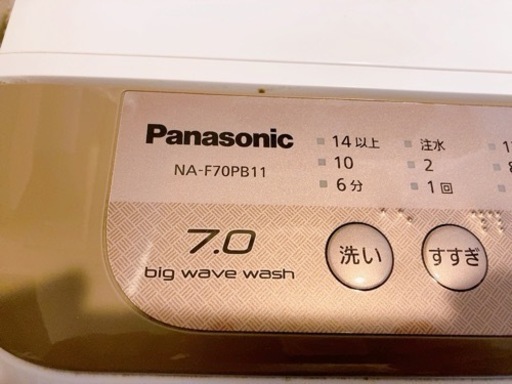 Panasonic
NA-F70PB11
14以上
10
6分
注水
2
1回
7.0
big wave wash
洗い
すすぎ